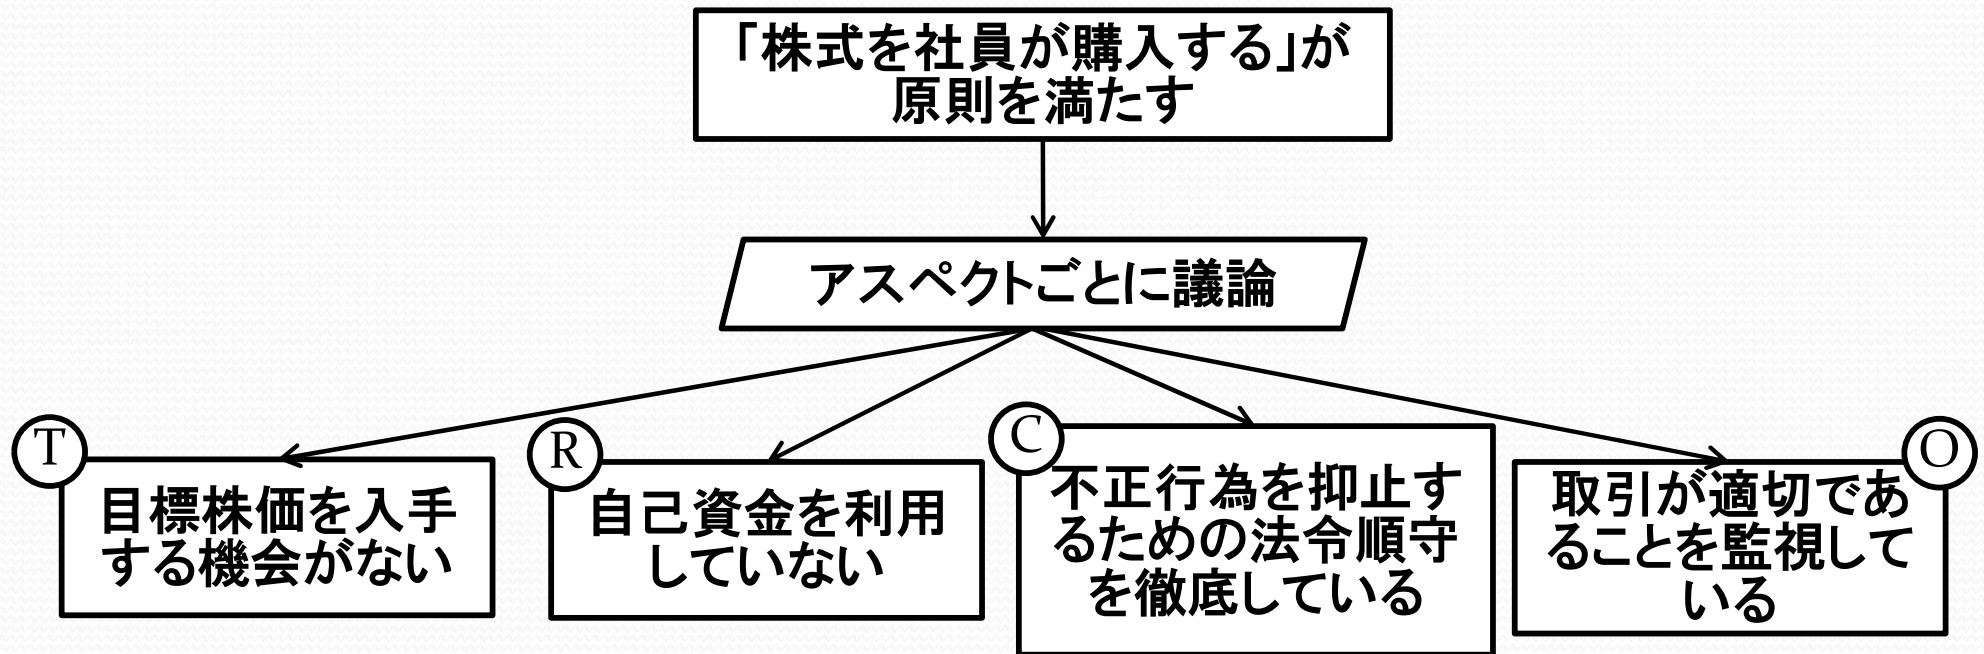 「株式を社員が購入する」が
原則を満たす
アスペクトごとに議論
T
目標株価を入手
する機会がない
R
自己資金を利用
していない
C
不正行為を抑止す
るための法令順守
を徹底している
O
取引が適切であ
ることを監視して
いる